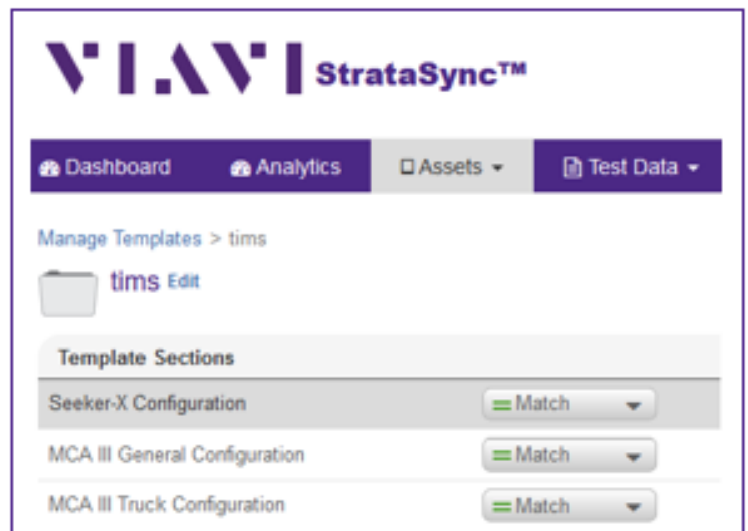 VIAVI StrataSync™
Dashboard Analytics Assets Test Data
Manage Templates > tims
tims Edit
Template Sections
Seeker-X Configuration Match
MCA III General Configuration Match
MCA III Truck Configuration Match